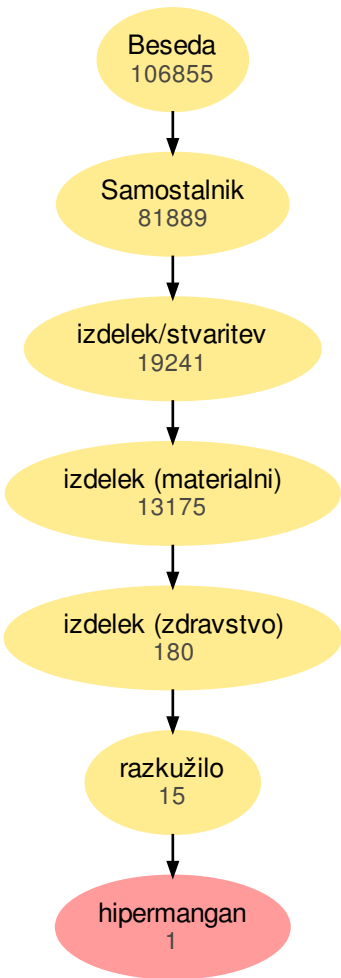 Beseda
106855
Samostalnik
81889
izdelek/stvaritev
19241
izdelek (materialni)
13175
izdelek (zdravstvo)
180
razkužilo
15
hipermangan
1